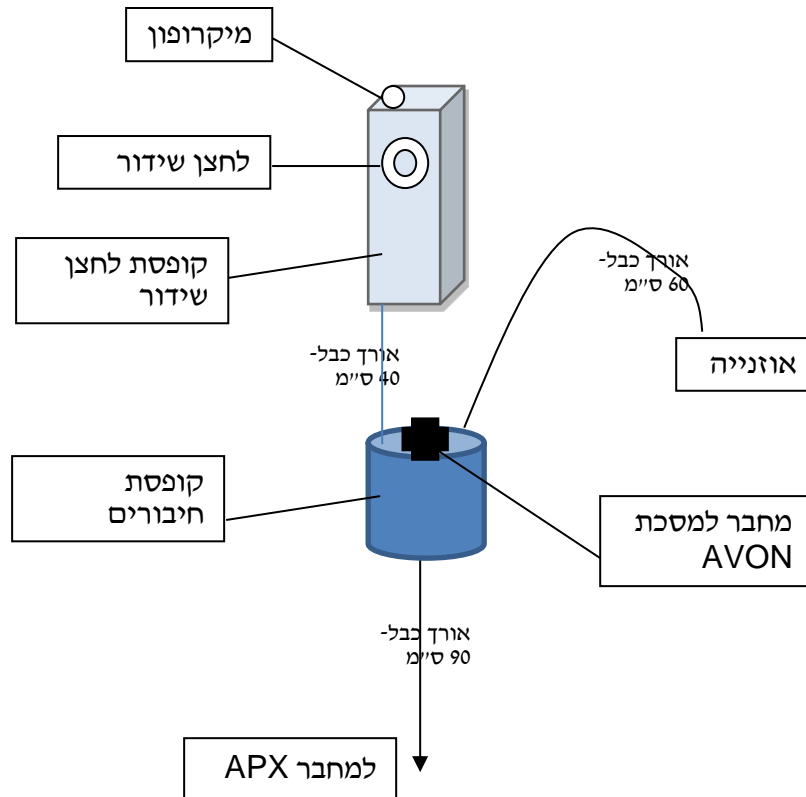 מיקרופון
לחצן שידור
קופסת לחצן
שידור
אורך כבל-
60 ס״מ
אוזנייה
אורך כבל-
40 ס״מ
קופסת
חיבורים
מחבר למסכת
AVON
אורך כבל-
90 ס״מ
למחבר APX